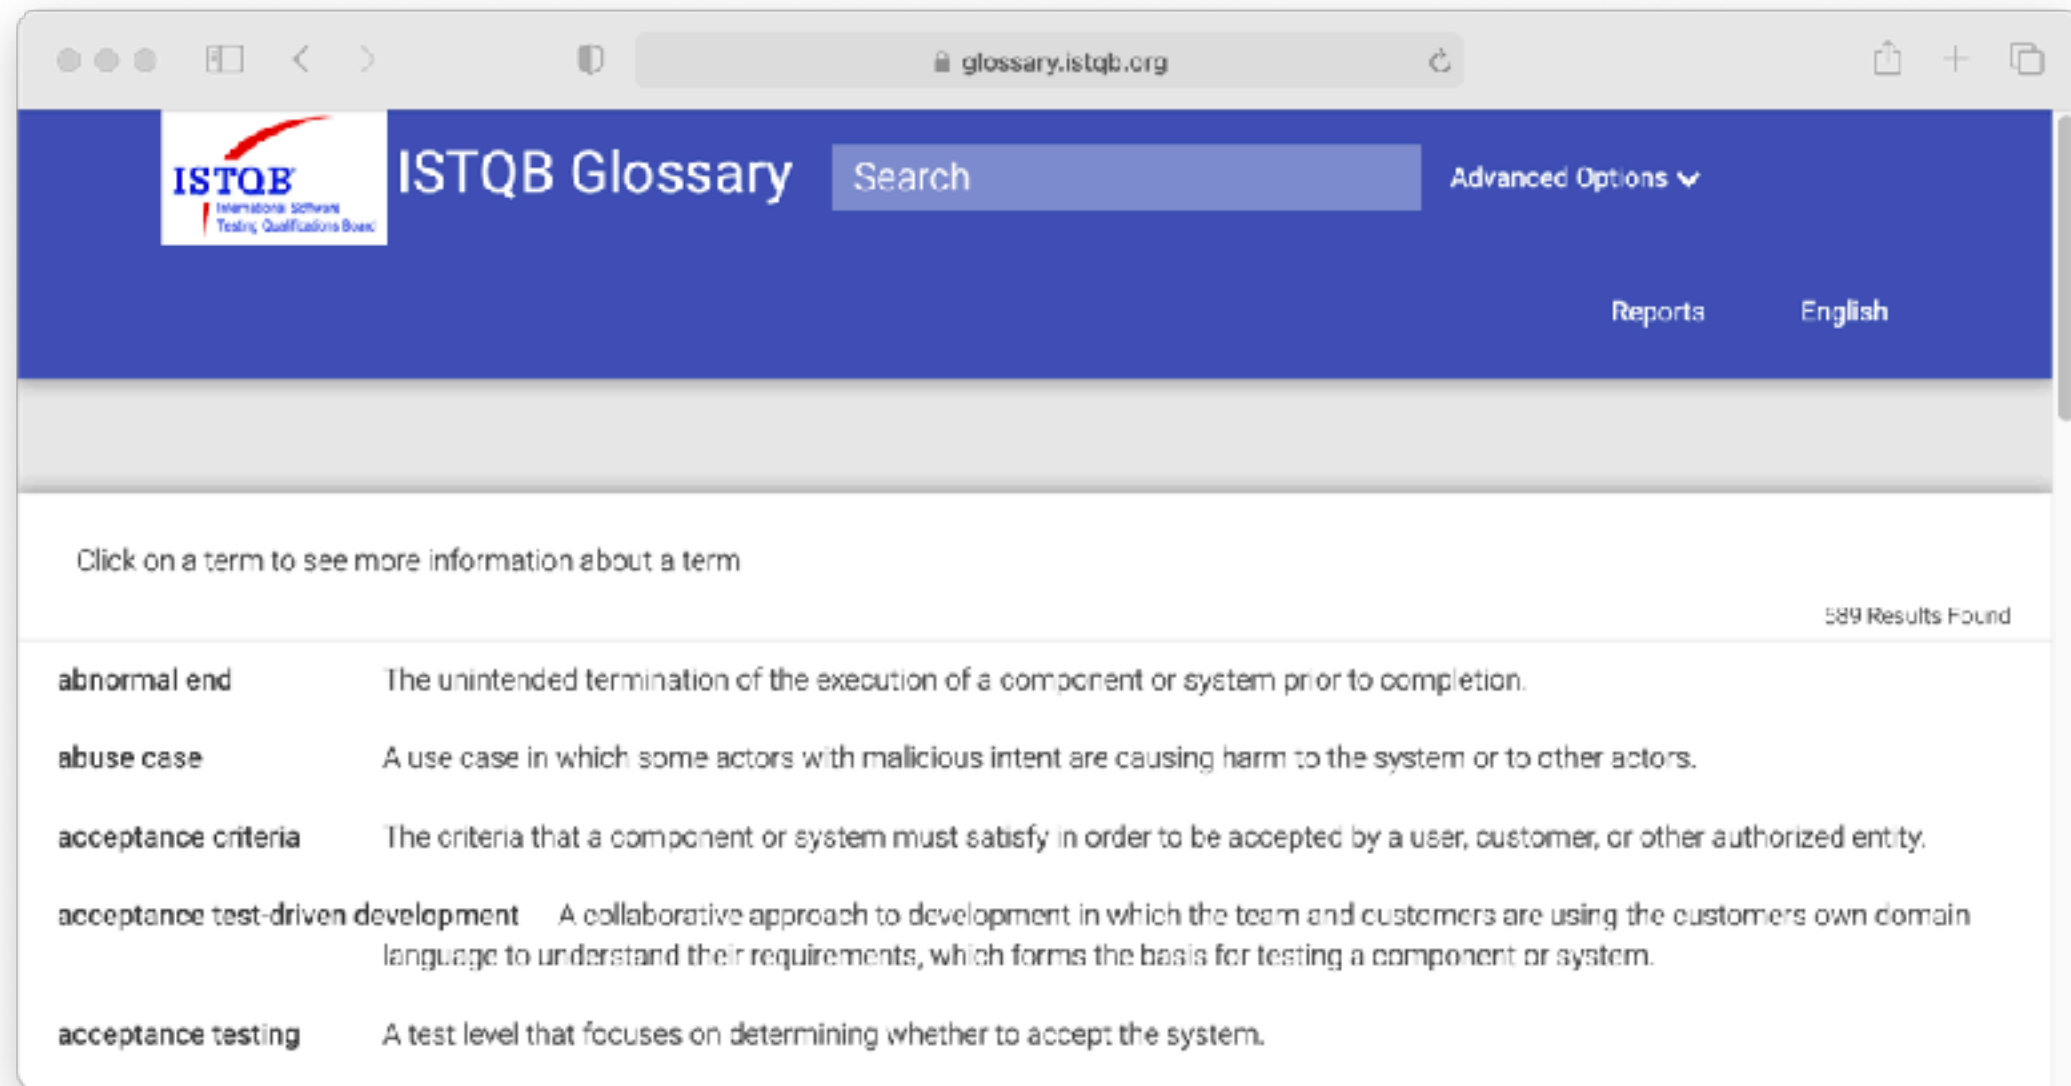 glossary.istqb.org
ISTQB
International Software
Testing Qualifications Board
ISTQB Glossary
Search
Advanced Options
Reports English
Click on a term to see more information about a term
589 Results Found
abnormal end The unintended termination of the execution of a component or system prior to completion.
abuse case A use case in which some actors with malicious intent are causing harm to the system or to other actors.
acceptance criteria The criteria that a component or system must satisfy in order to be accepted by a user, customer, or other authorized entity.
acceptance test-driven development A collaborative approach to development in which the team and customers are using the customers own domain
language to understand their requirements, which forms the basis for testing a component or system.
acceptance testing A test level that focuses on determining whether to accept the system.